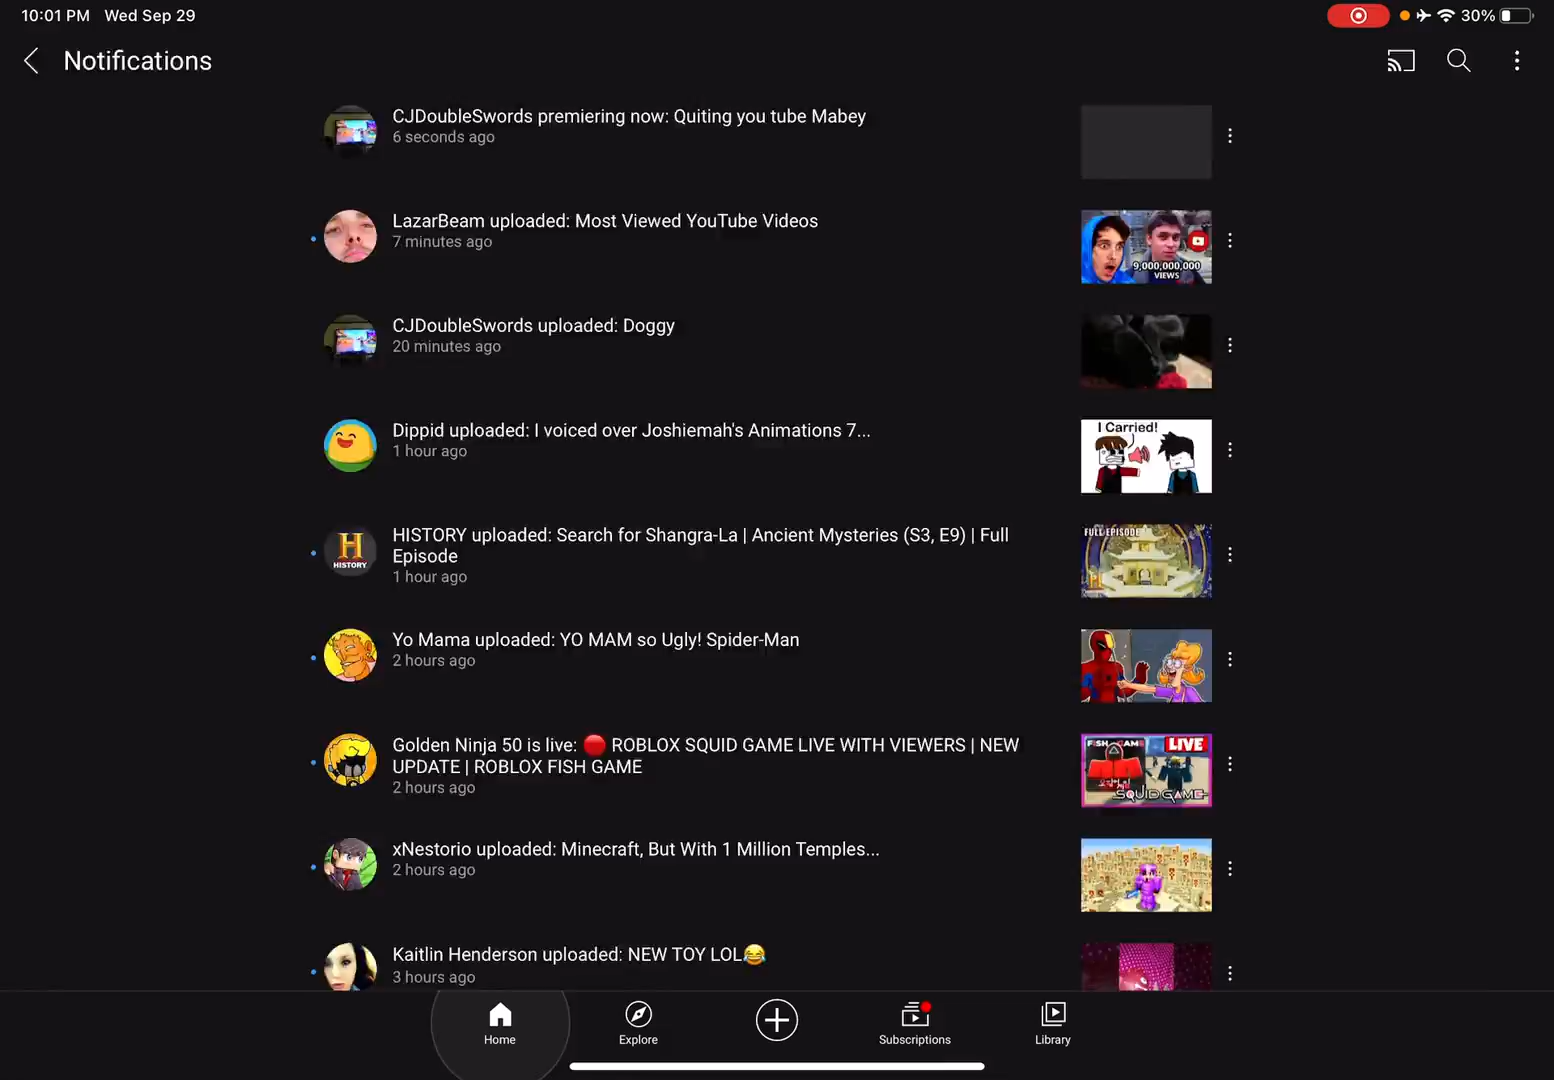 10:01 PM Wed Sep 29
30%
Notifications
CJDoubleSwords premiering now: Quiting you tube Mabey
6 seconds ago
LazarBeam uploaded: Most Viewed YouTube Videos
7 minutes ago
9,000,000,000
VIEWS
CJDoubleSwords uploaded: Doggy
20 minutes ago
Dippid uploaded: I voiced over Joshiemah's Animations 7...
1 hour ago
I Carried!
HISTORY uploaded: Search for Shangra-La | Ancient Mysteries (S3, E9) | Full
Episode
1 hour ago
H
HISTORY
FULL EPISODE
H
Yo Mama uploaded: YO MAM so Ugly! Spider-Man
2 hours ago
Golden Ninja 50 is live: 🔴 ROBLOX SQUID GAME LIVE WITH VIEWERS | NEW
UPDATE | ROBLOX FISH GAME
2 hours ago
FISH GAME
LIVE
SQUID GAME
xNestorio uploaded: Minecraft, But With 1 Million Temples...
2 hours ago
Kaitlin Henderson uploaded: NEW TOY LOL😂
3 hours ago
Home
Explore
Subscriptions
Library